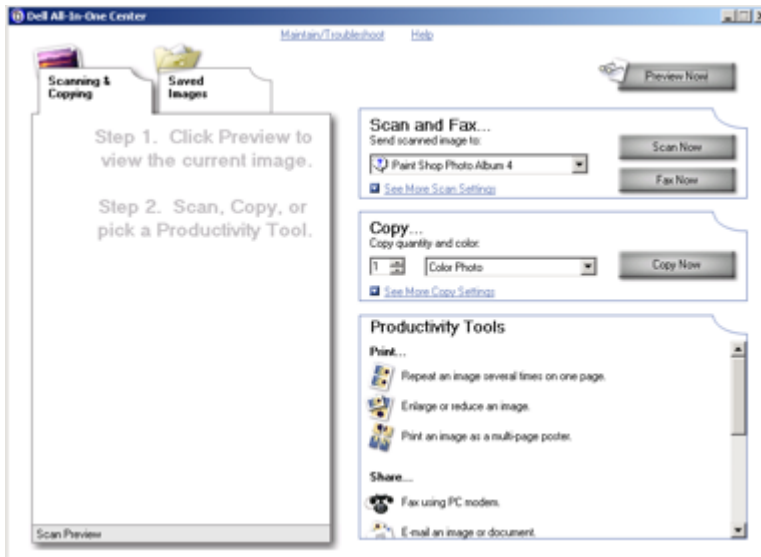 Dell All-In-One Center
Maintain/Troubleshoot Help
Scanning &
Copying
Saved
Images
Preview Now
Step 1. Click Preview to
view the current image.
Step 2. Scan, Copy, or
pick a Productivity Tool.
Scan Preview
Scan and Fax...
Send scanned image to:
Paint Shop Photo Album 4
See More Scan Settings
Scan Now
Fax Now
Copy...
Copy quantity and color:
1 Color Photo
See More Copy Settings
Copy Now
Productivity Tools
Print...
Repeat an image several times on one page.
Enlarge or reduce an image.
Print an image as a multi-page poster.
Share...
Fax using PC modem.
E-mail an image or document.